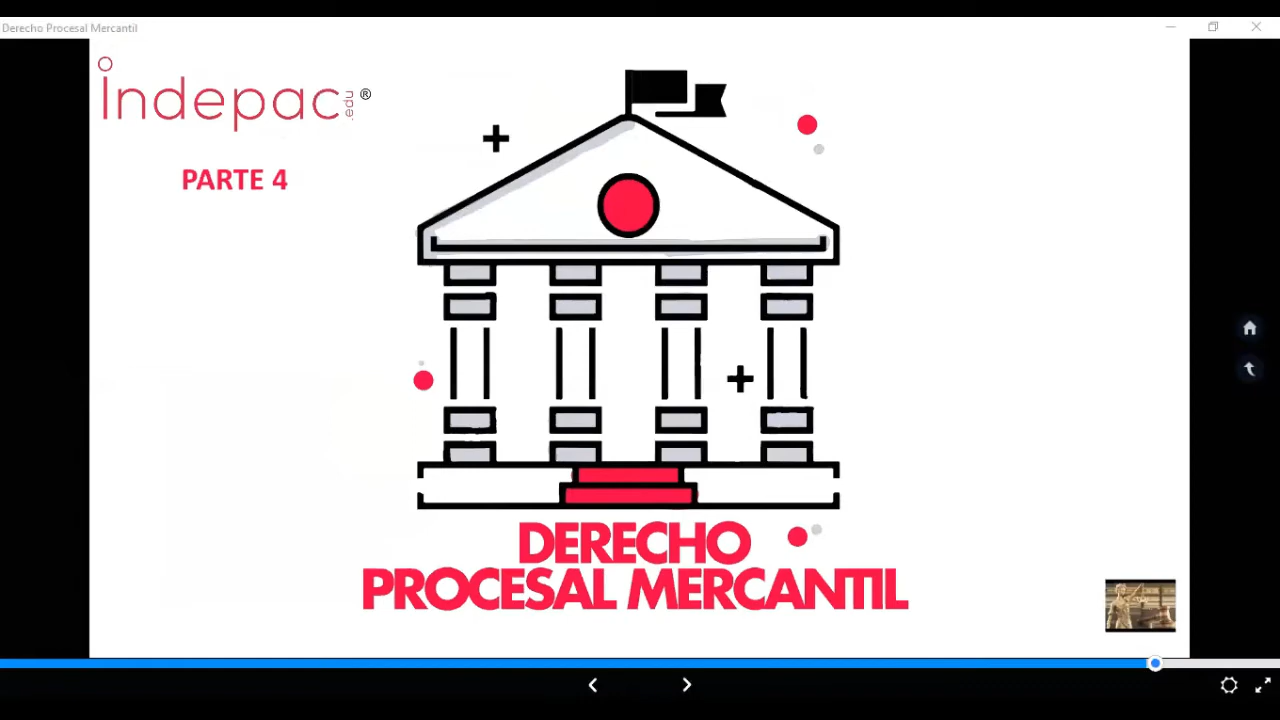 Derecho Procesal Mercantil
Indepac.edu®
PARTE 4
DERECHO
PROCESAL MERCANTIL